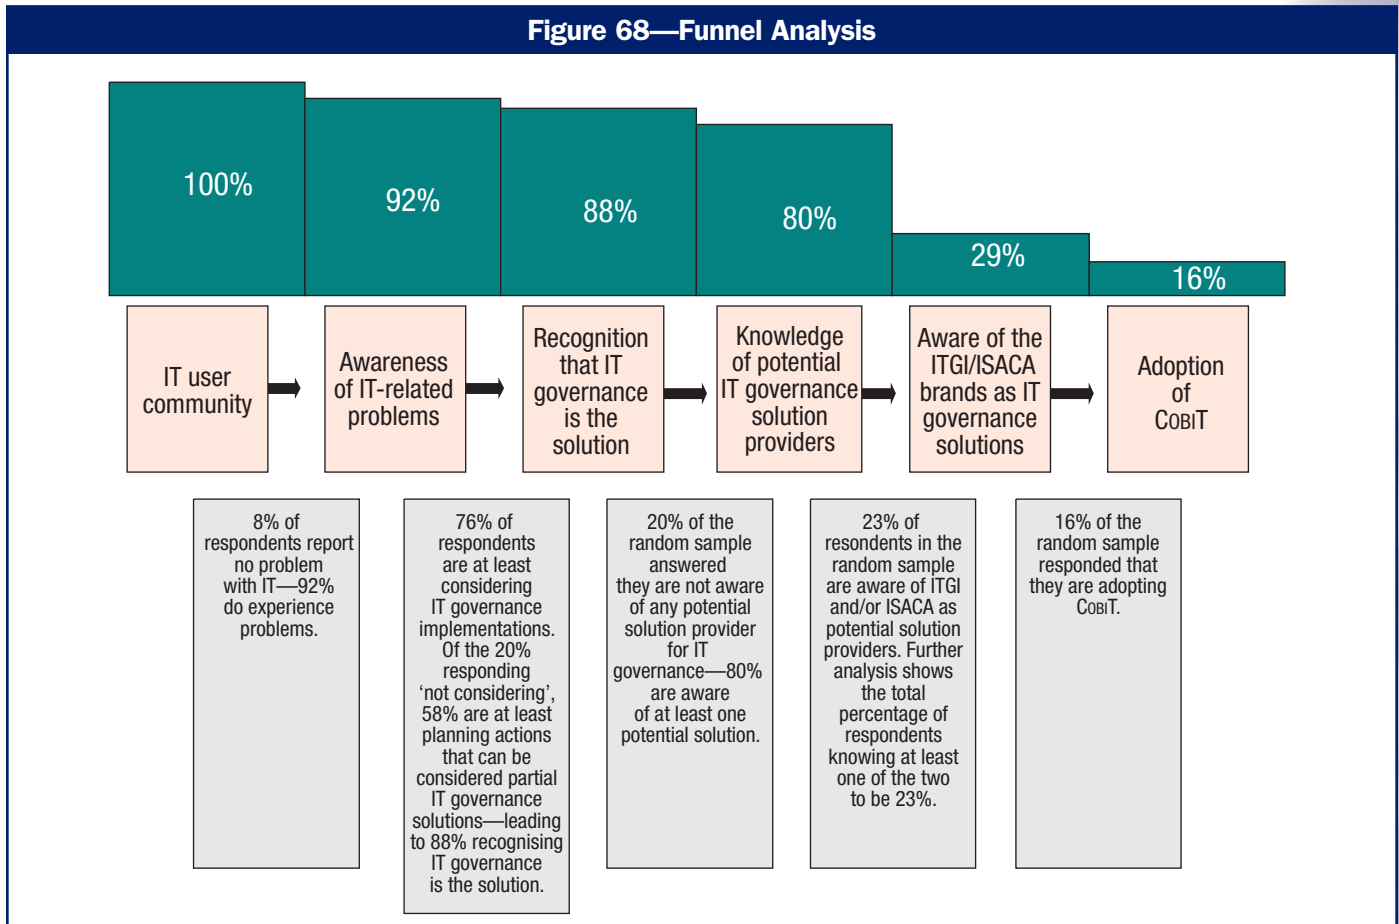 Figure 68—Funnel Analysis
100%
92%
88%
80%
29%
16%
IT user
community
Awareness
of IT-related
problems
Recognition
that IT
governance
is the
solution
Knowledge
of potential
IT governance
solution
providers
Aware of the
ITGI/ISACA
brands as IT
governance
solutions
Adoption
of
COBIT
8% of
respondents report
no problem
with IT—92%
do experience
problems.
76% of
respondents
are at least
considering
IT governance
implementations.
Of the 20%
responding
‘not considering’,
58% are at least
planning actions
that can be
considered partial
IT governance
solutions—leading
to 88% recognising
IT governance
is the solution.
20% of the
random sample
answered
they are not aware
of any potential
solution provider
for IT
governance—80%
are aware
of at least one
potential solution.
23% of
resondents in the
random sample
are aware of ITGI
and/or ISACA as
potential solution
providers. Further
analysis shows
the total
percentage of
respondents
knowing at least
one of the two
to be 23%.
16% of the
random sample
responded that
they are adopting
COBIT.